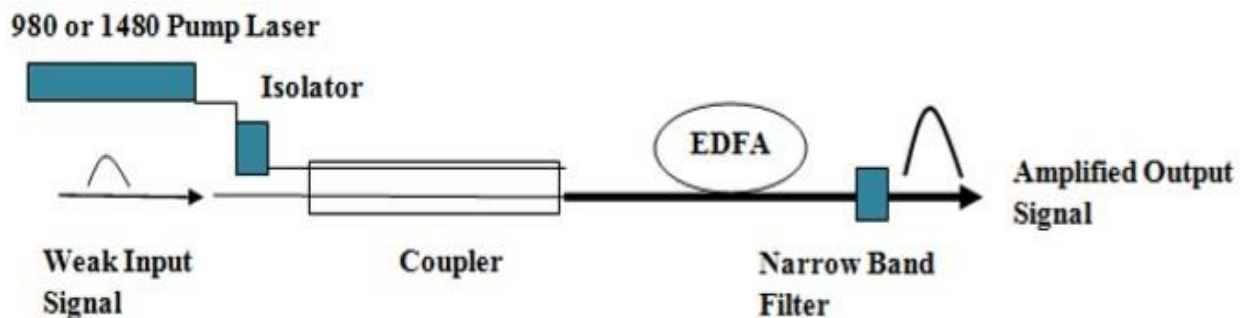 980 or 1480 Pump Laser
Isolator
EDFA
Amplified Output
Signal
Weak Input
Signal
Coupler
Narrow Band
Filter